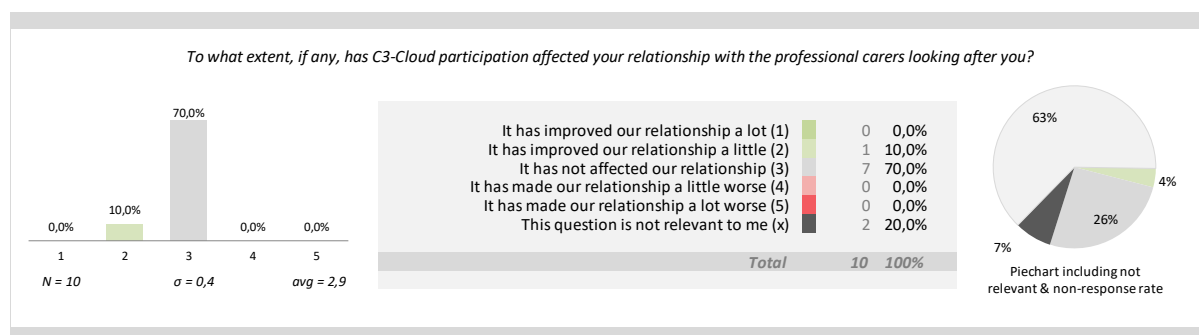 To what extent, if any, has C3-Cloud participation affected your relationship with the professional carers looking after you?
70,0%
10,0%
0,0%
0,0%
0,0%
1 2 3 4 5
N = 10 σ = 0,4 avg = 2,9
It has improved our relationship a lot (1) 0 0,0%
It has improved our relationship a little (2) 1 10,0%
It has not affected our relationship (3) 7 70,0%
It has made our relationship a little worse (4) 0 0,0%
It has made our relationship a lot worse (5) 0 0,0%
This question is not relevant to me (x) 2 20,0%
Total 10 100%
63%
4%
26%
7%
Piechart including not
relevant & non-response rate